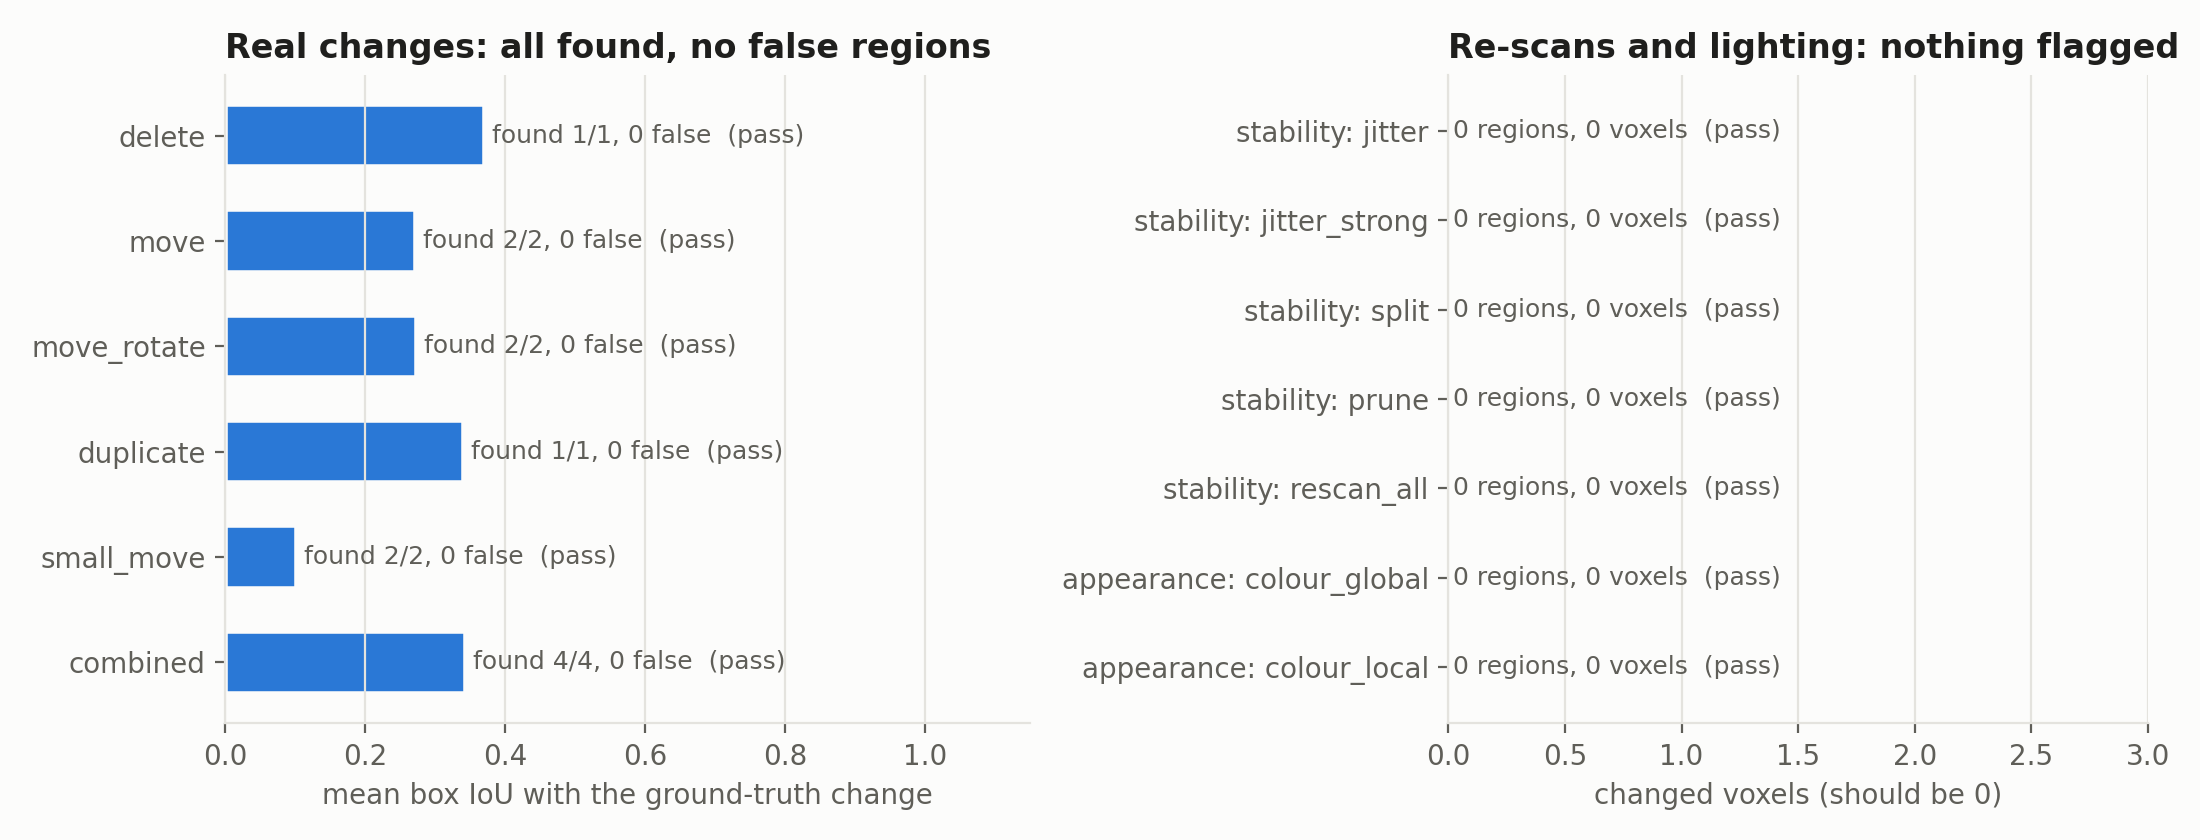 Real changes: all found, no false regions
delete
found 1/1, 0 false (pass)
move
found 2/2, 0 false (pass)
move_rotate
found 2/2, 0 false (pass)
duplicate
found 1/1, 0 false (pass)
small_move
found 2/2, 0 false (pass)
combined
found 4/4, 0 false (pass)
0.0 0.2 0.4 0.6 0.8 1.0
mean box IoU with the ground-truth change
Re-scans and lighting: nothing flagged
stability: jitter
0 regions, 0 voxels (pass)
stability: jitter_strong
0 regions, 0 voxels (pass)
stability: split
0 regions, 0 voxels (pass)
stability: prune
0 regions, 0 voxels (pass)
stability: rescan_all
0 regions, 0 voxels (pass)
appearance: colour_global
0 regions, 0 voxels (pass)
appearance: colour_local
0 regions, 0 voxels (pass)
0.0 0.5 1.0 1.5 2.0 2.5 3.0
changed voxels (should be 0)